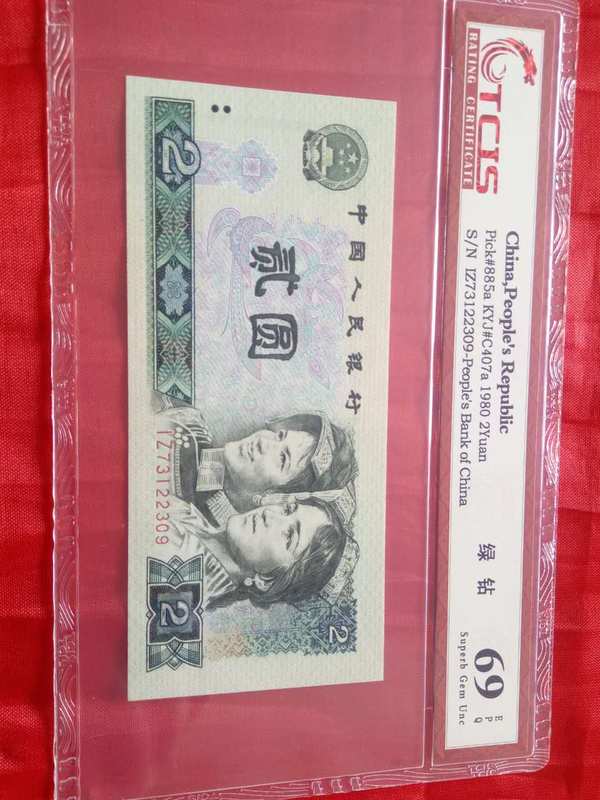 TCIS
RATING CERTIFICATE
China,People's Republic
Pick#885a KYJ#C407a 1980 2Yuan
S/N IZ73122309-People's Bank of China
绿钻
69
EPQ
Superb Gem Unc
中国人民银行
贰圆
2
IZ73122309
2
2